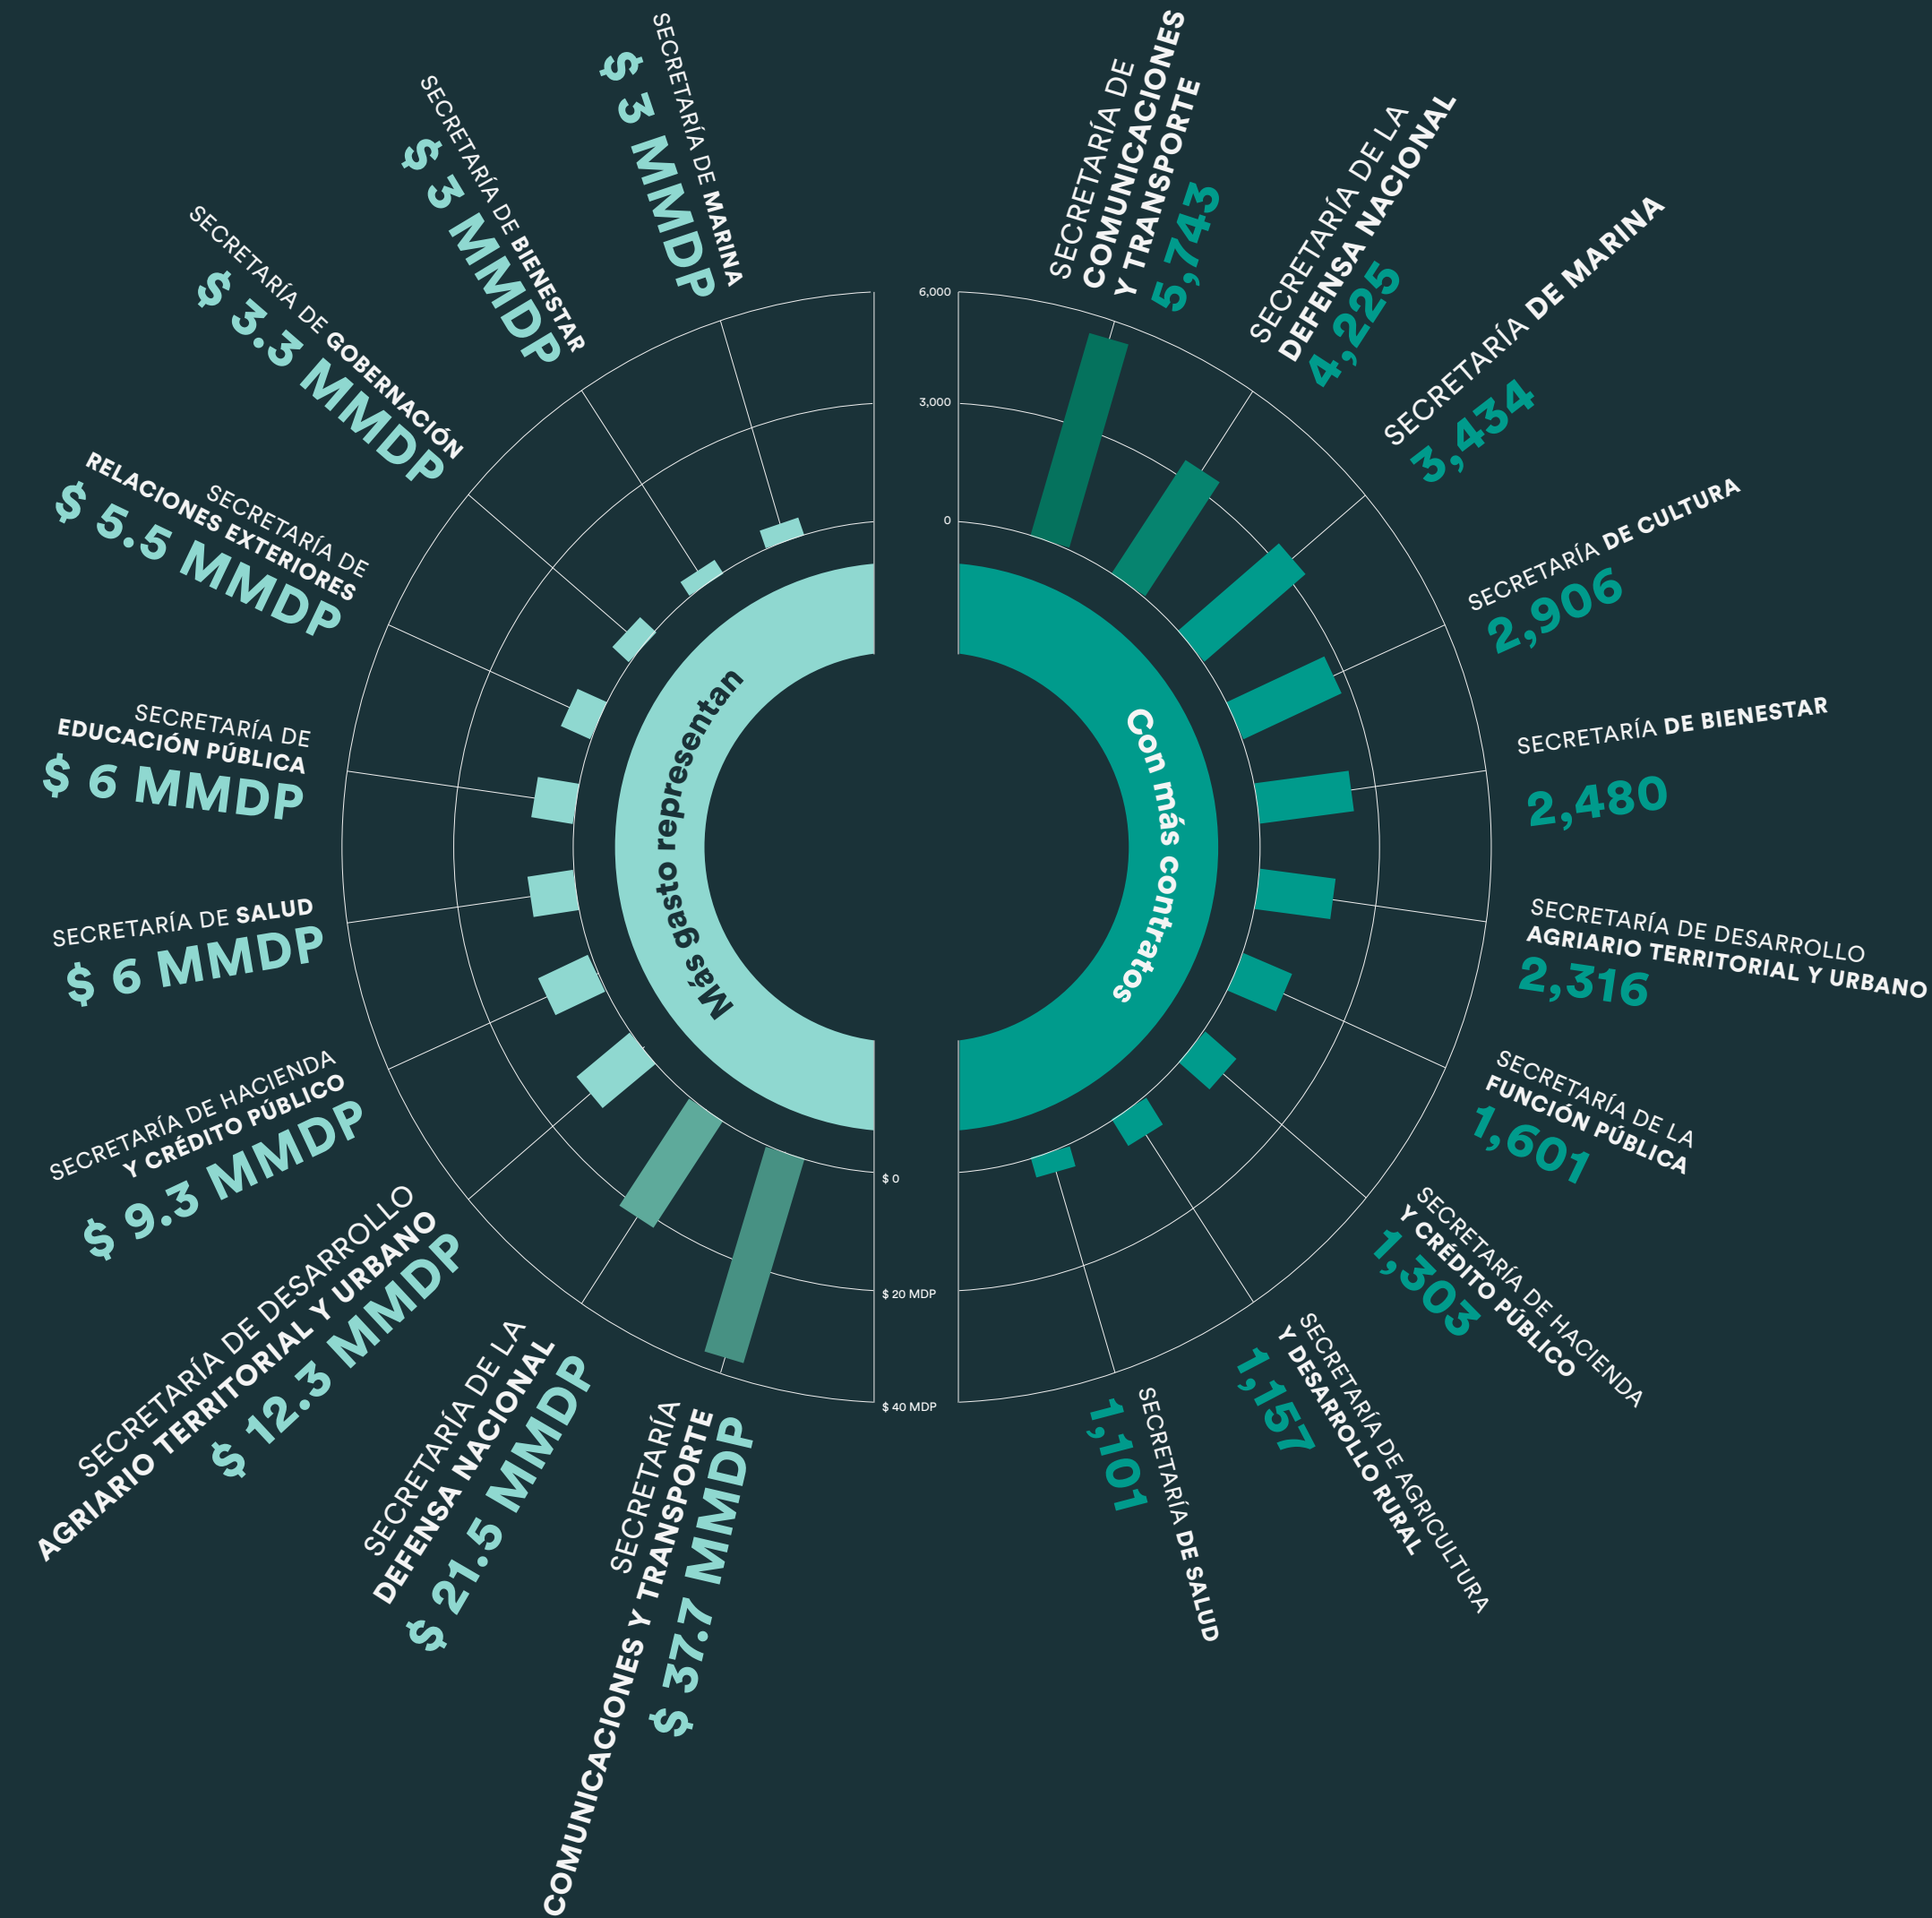 SECRETARÍA DE
COMUNICACIONES
Y TRANSPORTE
5,743
SECRETARÍA DE LA
DEFENSA NACIONAL
4,225
SECRETARÍA DE MARINA
3,434
SECRETARÍA DE CULTURA
2,906
SECRETARÍA DE BIENESTAR
2,480
SECRETARÍA DE DESARROLLO
AGRIARIO TERRITORIAL Y URBANO
2,316
SECRETARÍA DE LA
FUNCIÓN PÚBLICA
1,601
SECRETARÍA DE HACIENDA
Y CRÉDITO PÚBLICO
1,303
SECRETARÍA DE AGRICULTURA
Y DESARROLLO RURAL
1,157
SECRETARÍA DE SALUD
1,101
Con más contratos
6,000
3,000
0
SECRETARÍA DE MARINA
$ 3 MMDP
SECRETARÍA DE BIENESTAR
$ 3 MMDP
SECRETARÍA DE GOBERNACIÓN
$ 3.3 MMDP
SECRETARÍA DE
RELACIONES EXTERIORES
$ 5.5 MMDP
SECRETARÍA DE
EDUCACIÓN PÚBLICA
$ 6 MMDP
SECRETARÍA DE SALUD
$ 6 MMDP
SECRETARÍA DE HACIENDA
Y CRÉDITO PÚBLICO
$ 9.3 MMDP
SECRETARÍA DE DESARROLLO
AGRIARIO TERRITORIAL Y URBANO
$ 12.3 MMDP
SECRETARÍA DE LA
DEFENSA NACIONAL
$ 21.5 MMDP
SECRETARÍA
COMUNICACIONES Y TRANSPORTE
$ 37.7 MMDP
Más gasto representan
$ 0
$ 20 MDP
$ 40 MDP